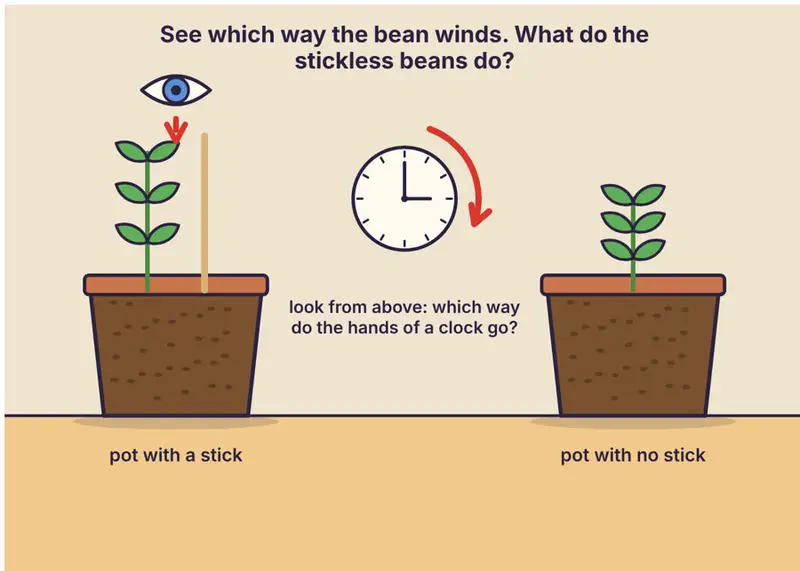 See which way the bean winds. What do the
stickless beans do?
look from above: which way
do the hands of a clock go?
pot with a stick
pot with no stick